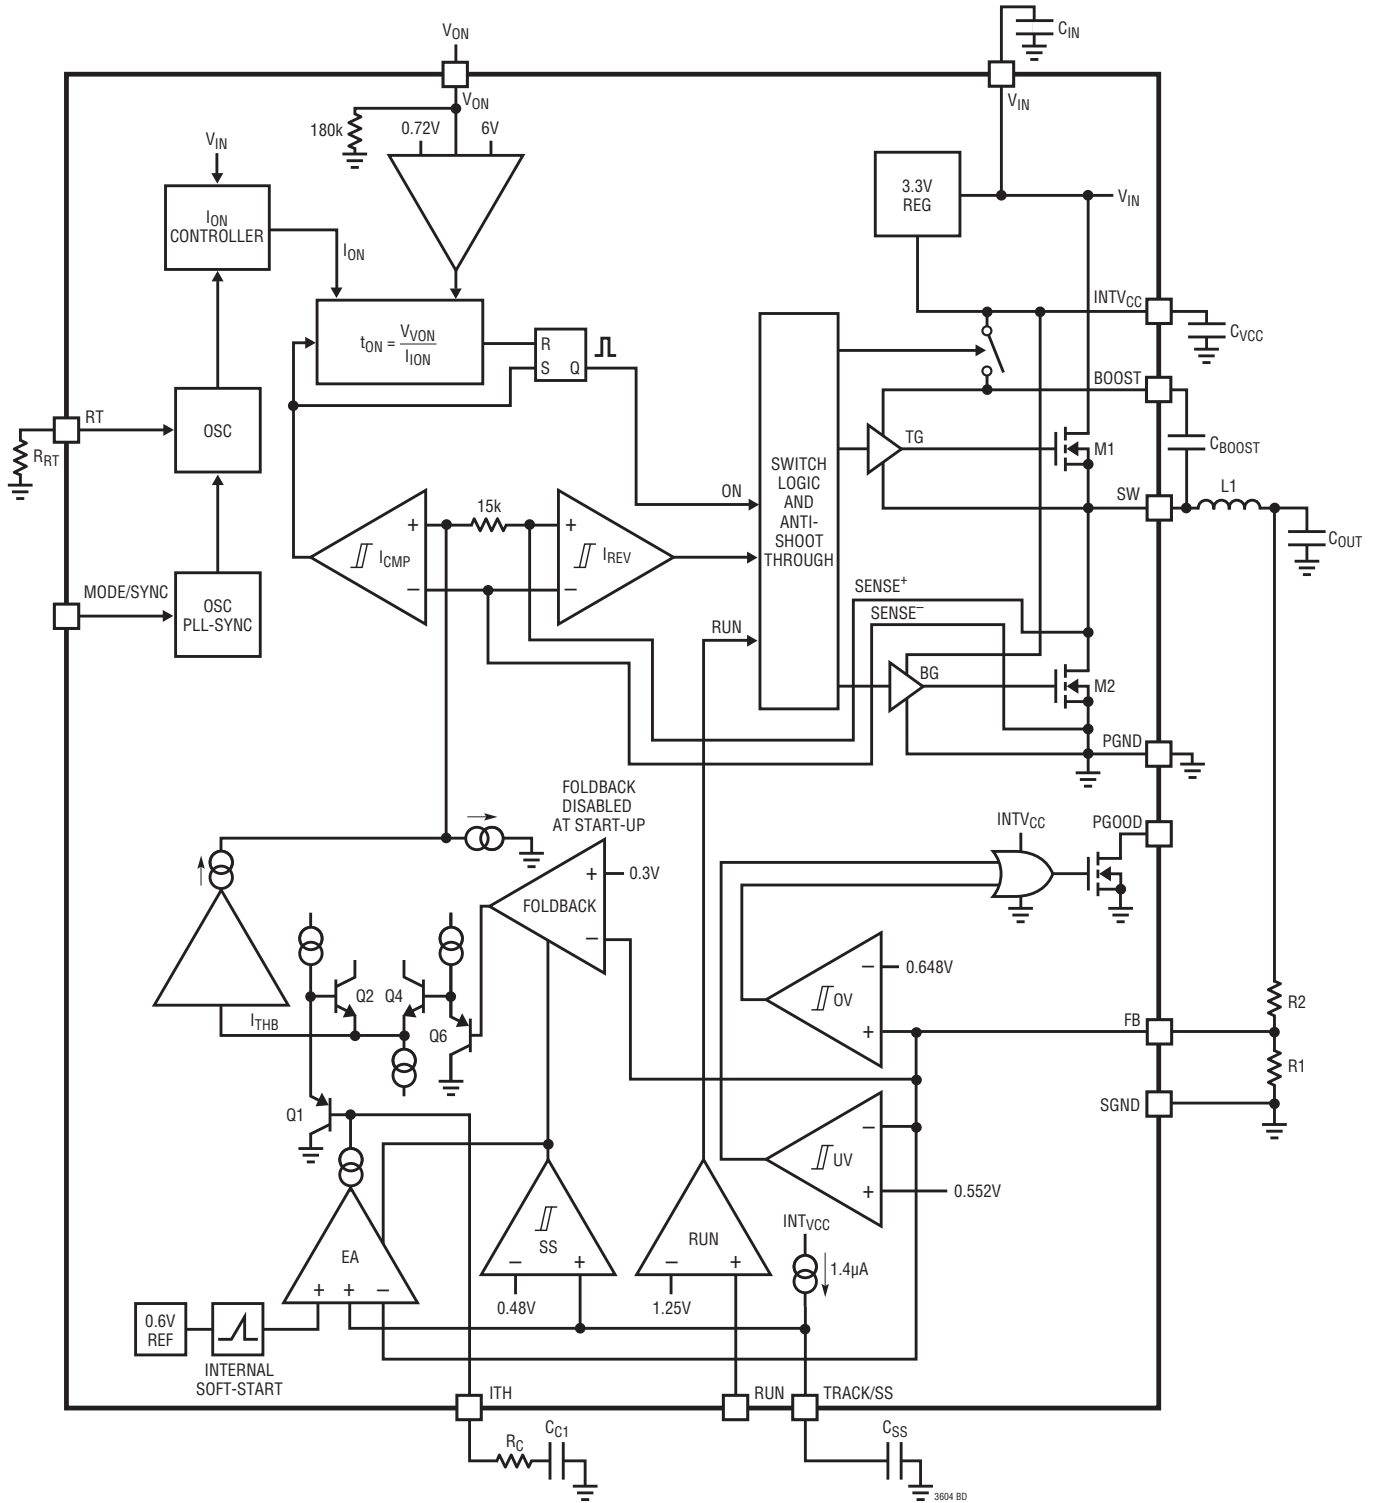 VON
CIN
VON
VIN
180k
0.72V
6V
VIN
3.3V
REG
VIN
ION
CONTROLLER
ION
INTVCC
CVCC
tON = VVON
IION
R
S Q
BOOST
RT
OSC
RRT
TG
M1
CBOOST
SWITCH
LOGIC
AND
ANTI-
SHOOT
THROUGH
ON
SW
L1
COUT
15k
+
ICMP
–
+
IREV
–
MODE/SYNC
OSC
PLL-SYNC
SENSE+
SENSE–
RUN
BG
M2
PGND
FOLDBACK
DISABLED
AT START-UP
INTVCC
PGOOD
+
0.3V
FOLDBACK
–
– 0.648V
OV
+
Q2
Q4
ITHB
Q6
FB
R2
R1
SGND
Q1
–
UV
+
0.552V
EA
+ + –
SS
– +
0.48V
RUN
– +
1.25V
INTVCC
1.4µA
0.6V
REF
INTERNAL
SOFT-START
ITH
RUN
TRACK/SS
RC
CC1
CSS
3604 BD